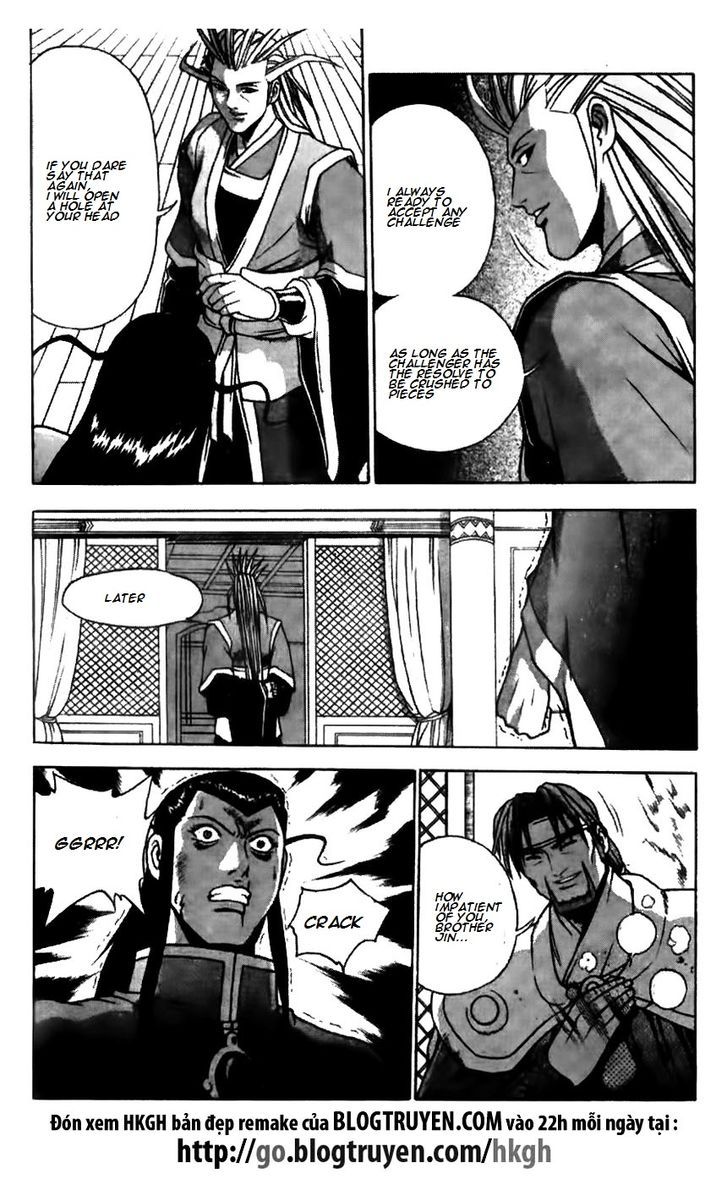 IF YOU DARE
SAY THAT
AGAIN,
I WILL OPEN
A HOLE AT
YOUR HEAD
I ALWAYS
READY TO
ACCEPT ANY
CHALLENGE
AS LONG AS THE
CHALLENGER HAS
THE RESOLVE TO
BE CRUSHED TO
PIECES
LATER
GGRRR!
CRACK
HOW
IMPATIENT
OF YOU,
BROTHER
JIN...
Đón xem HKGH bản đẹp remake của BLOGTRUYEN.COM vào 22h mỗi ngày tại :
http://go.blogtruyen.com/hkgh